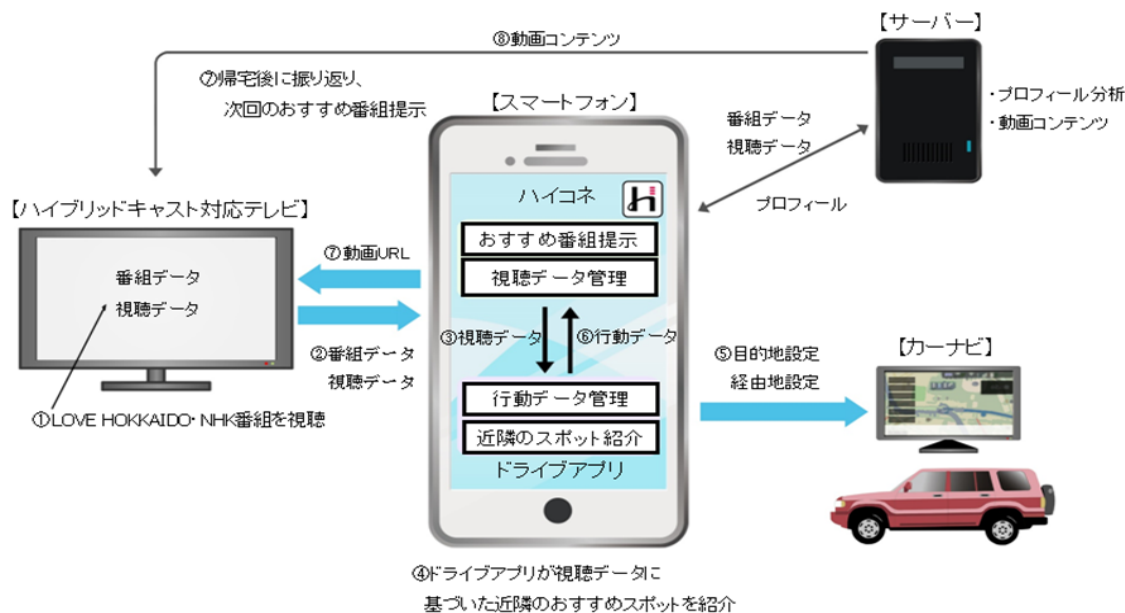 【サーバー】
⑧動画コンテンツ
⑦帰宅後に振り返り、
次回のおすすめ番組提示
・プロフィール分析
・動画コンテンツ
【スマートフォン】
番組データ
視聴データ
プロフィール
ハイコネ
【ハイブリッドキャスト対応テレビ】
おすすめ番組提示
視聴データ管理
⑦動画URL
番組データ
視聴データ
③視聴データ
⑥行動データ
②番組データ
視聴データ
①LOVE HOKKAIDO・NHK番組を視聴
⑤目的地設定
経由地設定
【カーナビ】
行動データ管理
近隣のスポット紹介
ドライブアプリ
④ドライブアプリが視聴データに
基づいた近隣のおすすめスポットを紹介